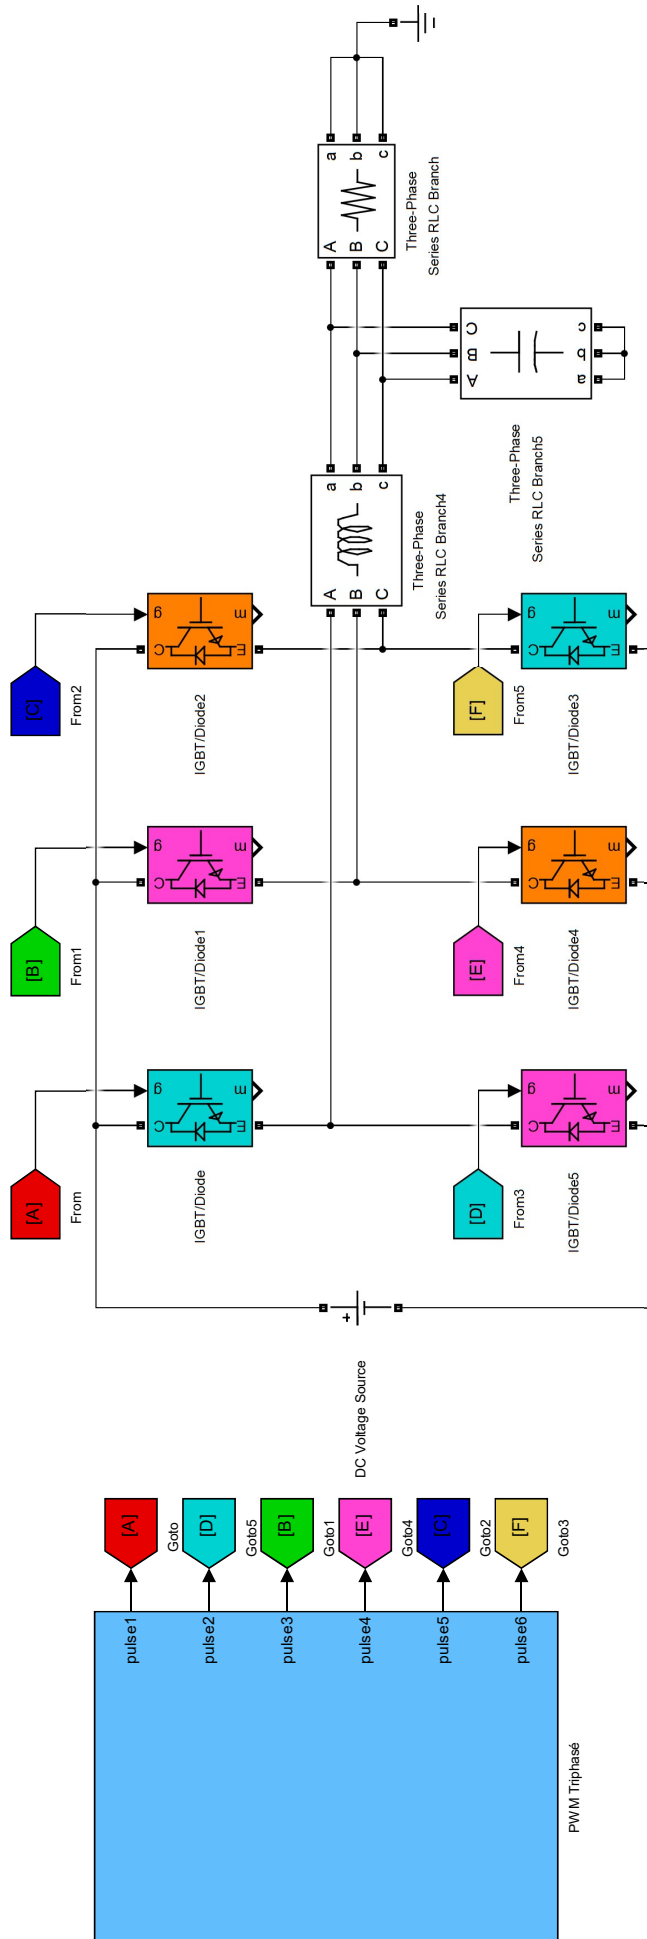 PWM Triphasé
pulse1
pulse2
pulse3
pulse4
pulse5
pulse6
[A]
Goto
[D]
Goto5
[B]
Goto1
[E]
Goto4
[C]
Goto2
[F]
Goto3
DC Voltage Source
+
[A]
From
[B]
From1
[C]
From2
g
C
m
E
IGBT/Diode
g
C
m
E
IGBT/Diode1
g
C
m
E
IGBT/Diode2
[D]
From3
[E]
From4
[F]
From5
g
C
m
E
IGBT/Diode5
g
C
m
E
IGBT/Diode4
g
C
m
E
IGBT/Diode3
A a
B b
C c
Three-Phase
Series RLC Branch4
A B C
a b c
Three-Phase
Series RLC Branch5
A a
B b
C c
Three-Phase
Series RLC Branch